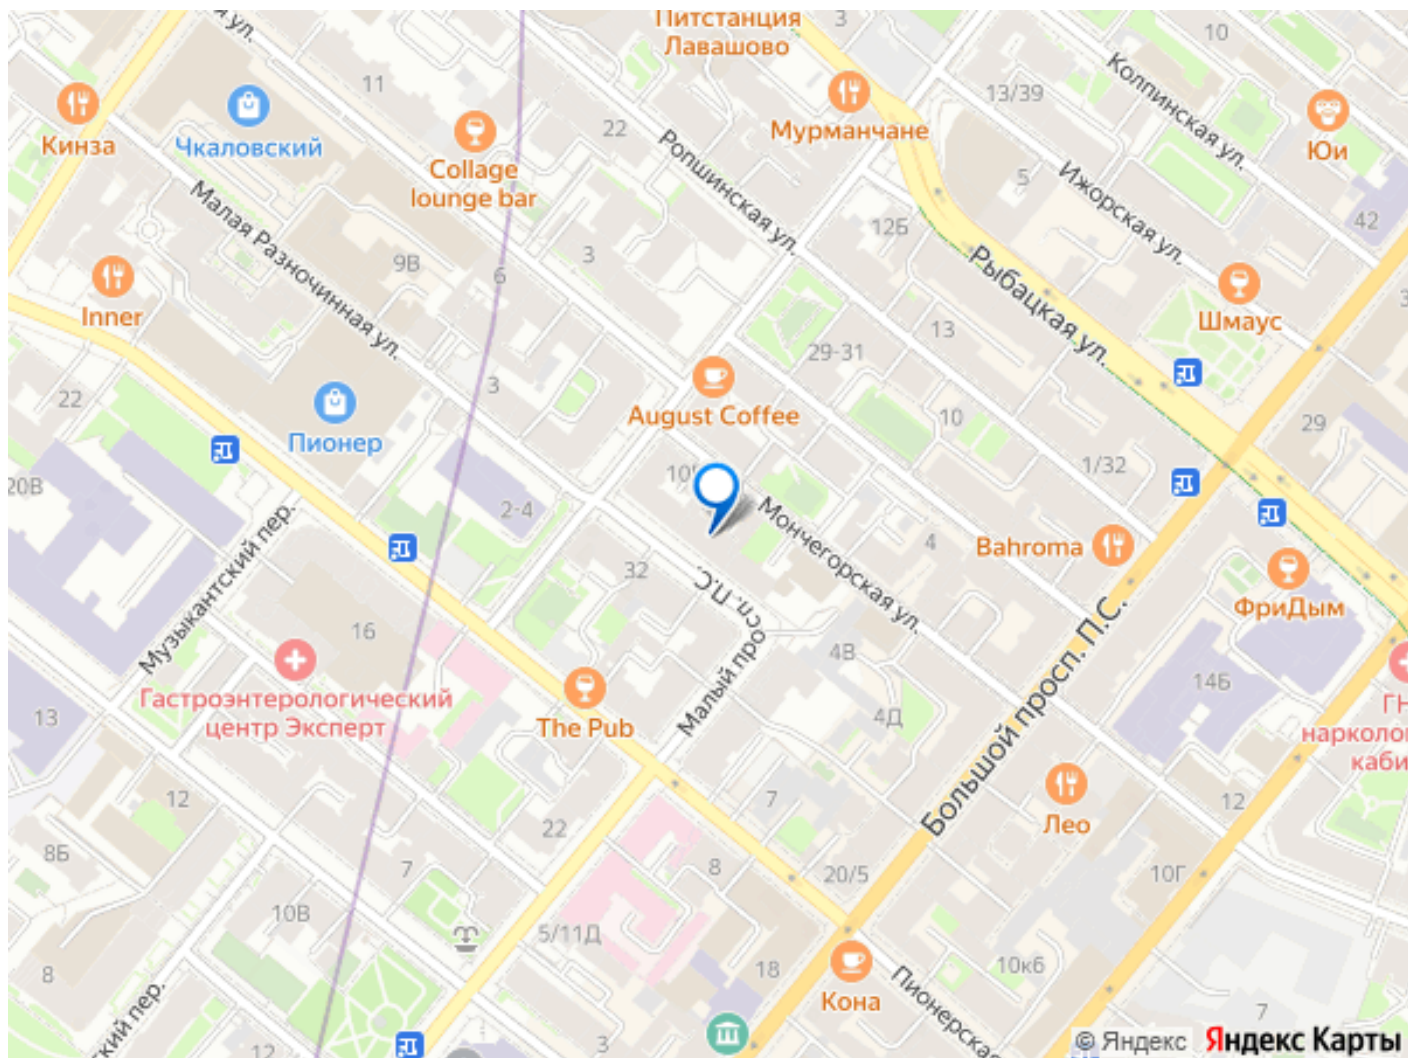 Питстанция
Лавашово
3
10
ул.
11
13/39
Колпинская ул.
Кинза
Чкаловский
Collage
lounge bar
22
Мурманчане
Юи
Ропшинская ул.
5
Ижорская ул.
42
Малая Разночинная ул.
9В
6
3
12Б
Рыбацкая ул.
Inner
Шмаус
13
29-31
3
22
August Coffee
10
29
Пионер
1/32
20В
2-4
Мончегорская ул.
4
Bahroma
Музыкантский пер.
32
Малый просп. П.С.
ФриДым
16
4В
Большой просп. П.С.
14Б
Гастроэнтерологический
центр Эксперт
13
The Pub
4Д
12
7
12
Лео
22
8Б
7
8
20/5
10Г
10В
5/11Д
8
18
10к6
Кона
Пионерская
7
пер.
12
3
© Яндекс
Яндекс Карты